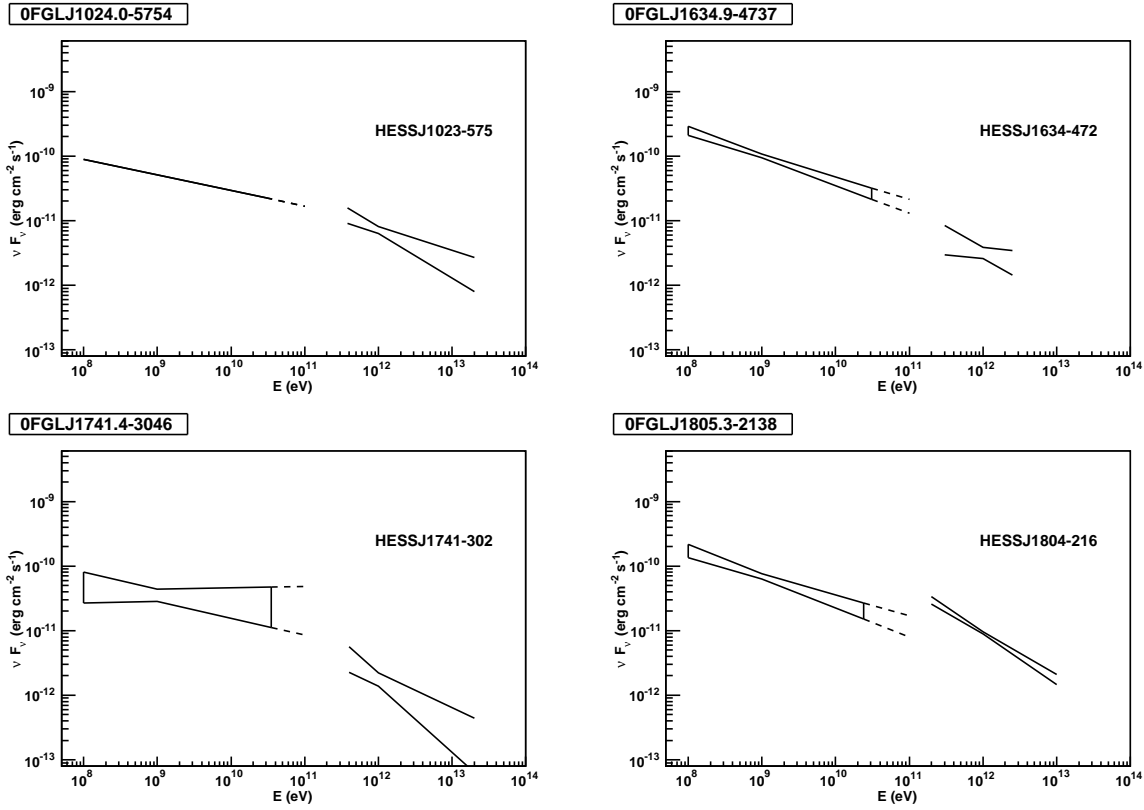 0FGLJ1024.0-5754
HESSJ1023-575
ν Fν (erg cm-2 s-1)
10-9
10-10
10-11
10-12
10-13
10^8 10^9 10^10 10^11 10^12 10^13 10^14
E (eV)
0FGLJ1634.9-4737
HESSJ1634-472
ν Fν (erg cm-2 s-1)
10-9
10-10
10-11
10-12
10-13
10^8 10^9 10^10 10^11 10^12 10^13 10^14
E (eV)
0FGLJ1741.4-3046
HESSJ1741-302
ν Fν (erg cm-2 s-1)
10-9
10-10
10-11
10-12
10-13
10^8 10^9 10^10 10^11 10^12 10^13 10^14
E (eV)
0FGLJ1805.3-2138
HESSJ1804-216
ν Fν (erg cm-2 s-1)
10-9
10-10
10-11
10-12
10-13
10^8 10^9 10^10 10^11 10^12 10^13 10^14
E (eV)